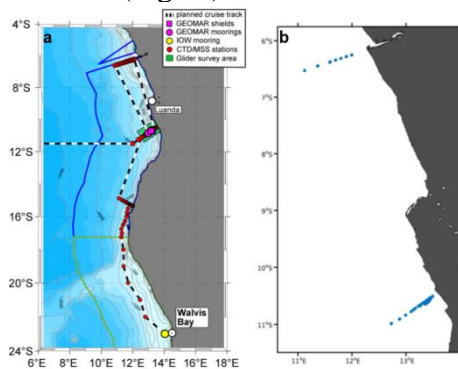 4°S
8°S
12°S
16°S
20°S
24°S
6°E 8°E 10°E 12°E 14°E 16°E 18°E
a
planned cruise track
GEOMAR shields
GEOMAR moorings
IOW mooring
CTD/MSS stations
Glider survey area
Luanda
Walvis
Bay
b
6°S
7°S
8°S
9°S
10°S
11°S
11°E
12°E
13°E